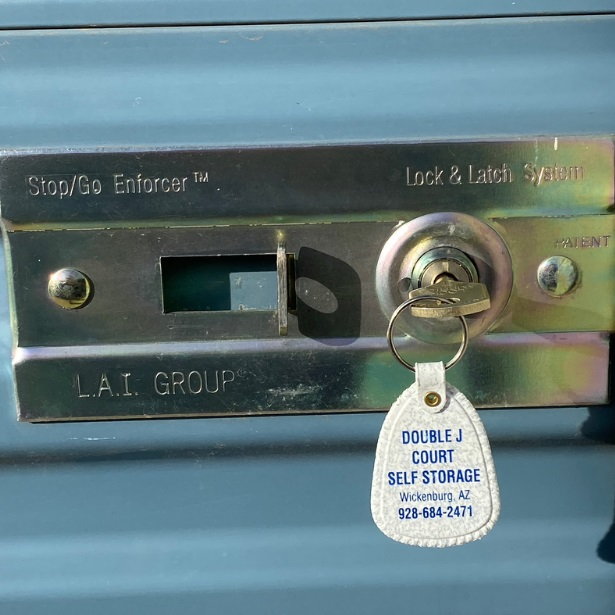 Stop/Go Enforcer™
Lock & Latch System
PATENT
L.A.I. GROUP
DOUBLE J
COURT
SELF STORAGE
Wickenburg, AZ
928-684-2471